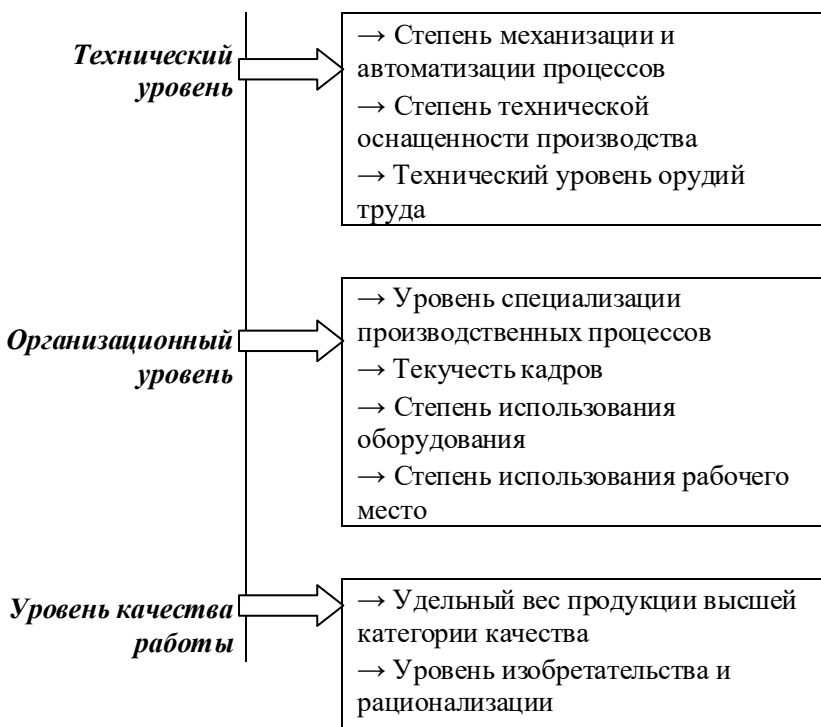 Технический
уровень
→ Степень механизации и
автоматизации процессов
→ Степень технической
оснащенности производства
→ Технический уровень орудий
труда
Организационный
уровень
→ Уровень специализации
производственных процессов
→ Текучесть кадров
→ Степень использования
оборудования
→ Степень использования рабочего
место
Уровень качества
работы
→ Удельный вес продукции высшей
категории качества
→ Уровень изобретательства и
рационализации